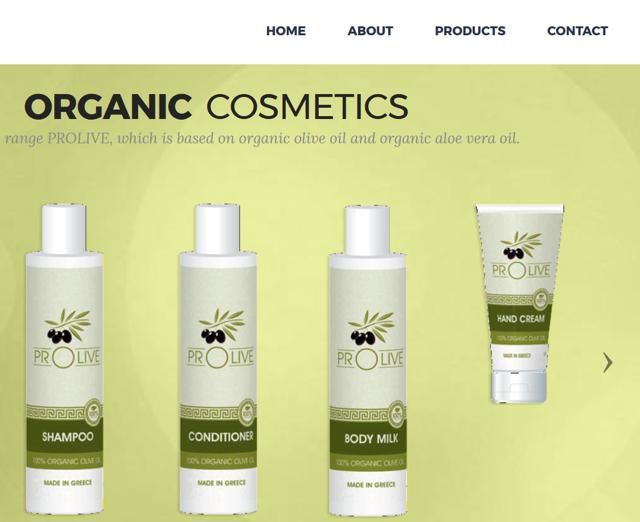 HOME ABOUT PRODUCTS CONTACT
ORGANIC COSMETICS
range PROLIVE, which is based on organic olive oil and organic aloe vera oil.
PROLIVE
100%
SHAMPOO
100% ORGANIC OLIVE OIL
MADE IN GREECE
PROLIVE
100%
CONDITIONER
100% ORGANIC OLIVE OIL
MADE IN GREECE
PROLIVE
100%
BODY MILK
100% ORGANIC OLIVE OIL
MADE IN GREECE
PROLIVE
HAND CREAM
100% ORGANIC OLIVE OIL
MADE IN GREECE